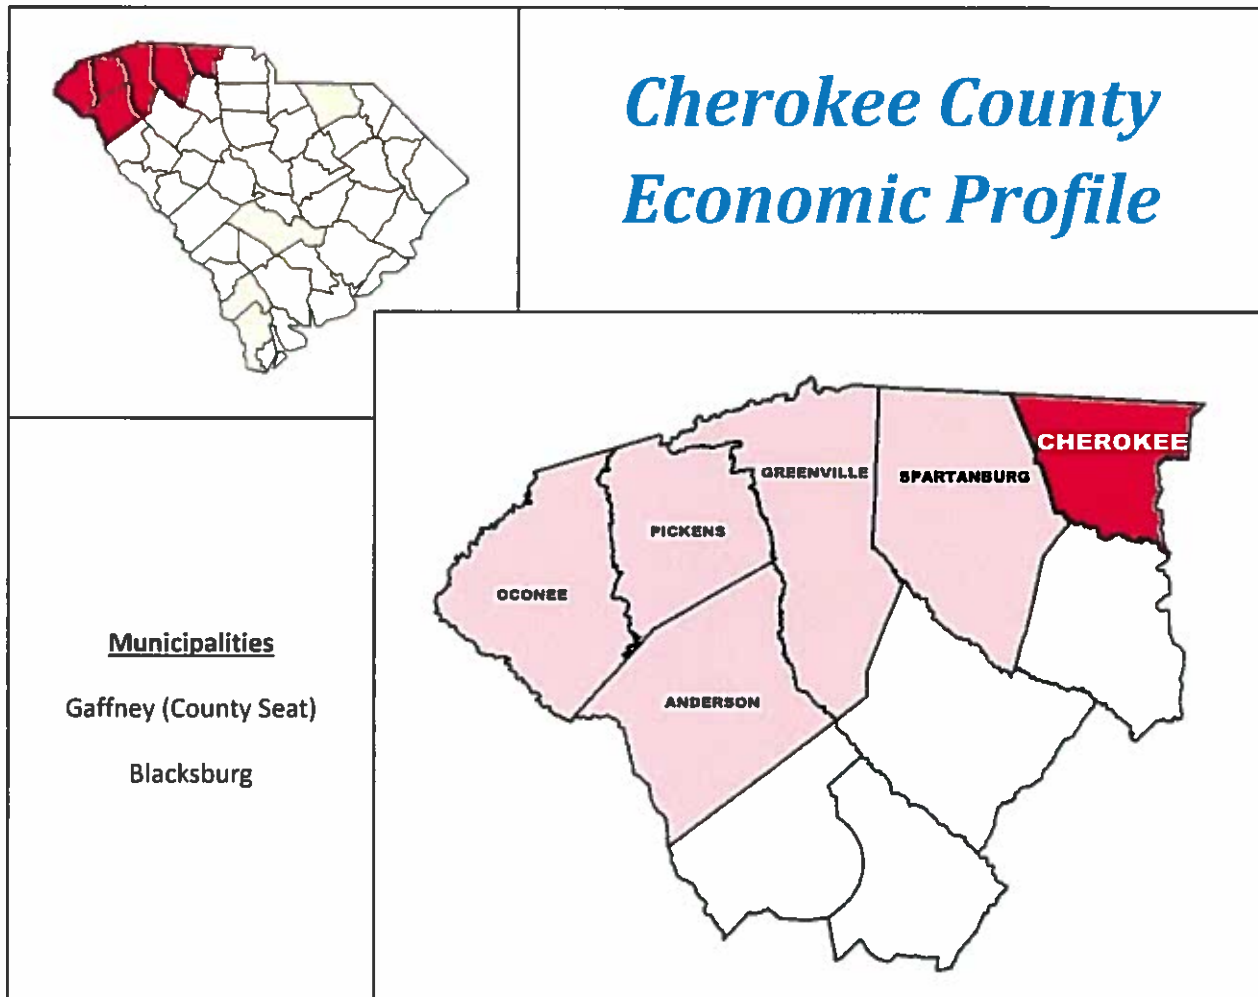 Cherokee County
Economic Profile
CHEROKEE
GREENVILLE
SPARTANBURG
PICKENS
OCONEE
ANDERSON
Municipalities
Gaffney (County Seat)
Blacksburg